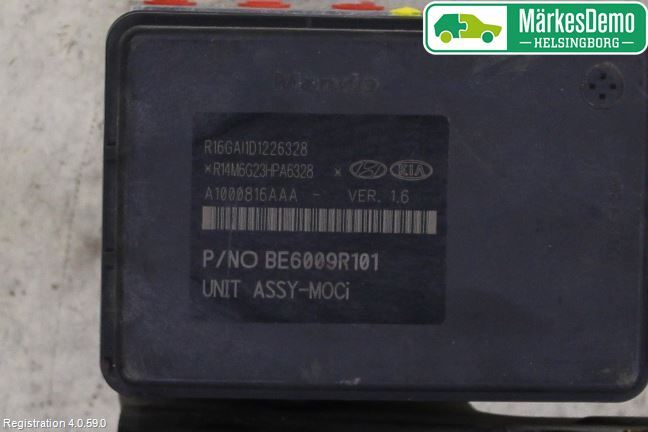 MärkesDemo
HELSINGBORG
Mando
R16GAI1D1226328
*R14M6G23HPA6328 * KIA
A1000816AAA - VER. 1.6
P/NO BE6009R101
UNIT ASSY-MOCi
Registration 4.0.59.0